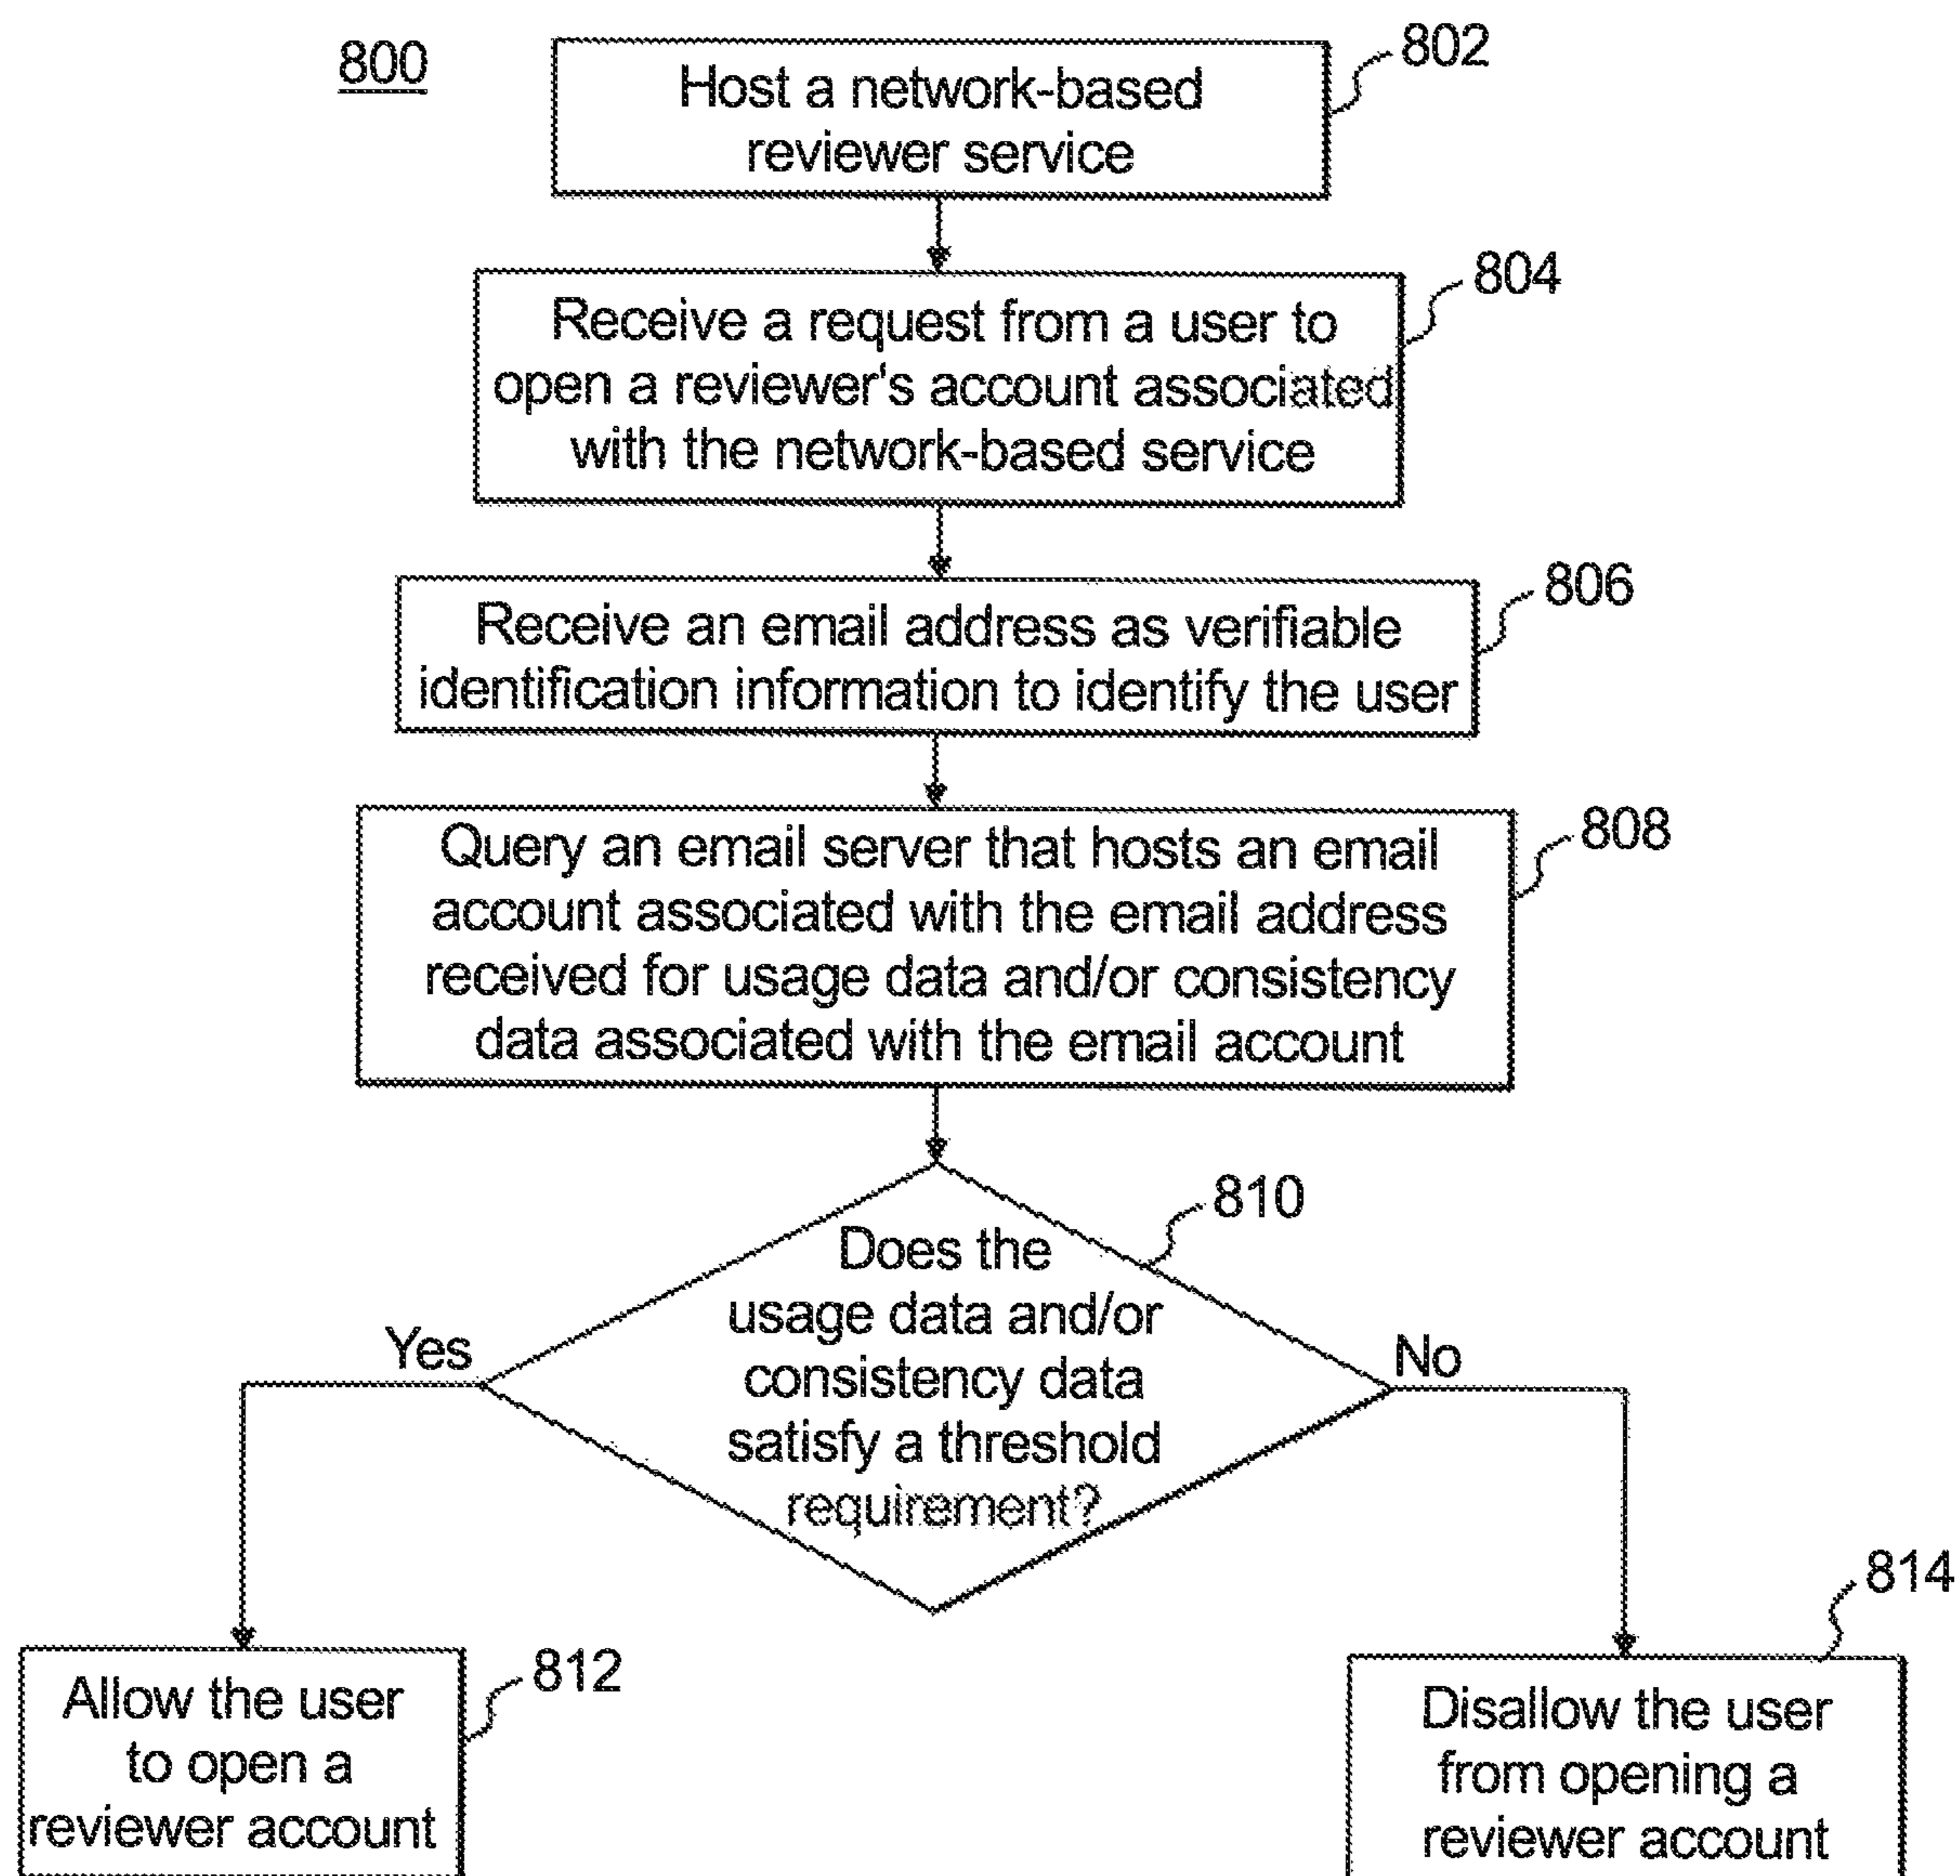 800
802
Host a network-based
reviewer service
804
Receive a request from a user to
open a reviewer's account associated
with the network-based service
806
Receive an email address as verifiable
identification information to identify the user
808
Query an email server that hosts an email
account associated with the email address
received for usage data and/or consistency
data associated with the email account
810
Does the
usage data and/or
consistency data
satisfy a threshold
requirement?
Yes
No
812
Allow the user
to open a
reviewer account
814
Disallow the user
from opening a
reviewer account